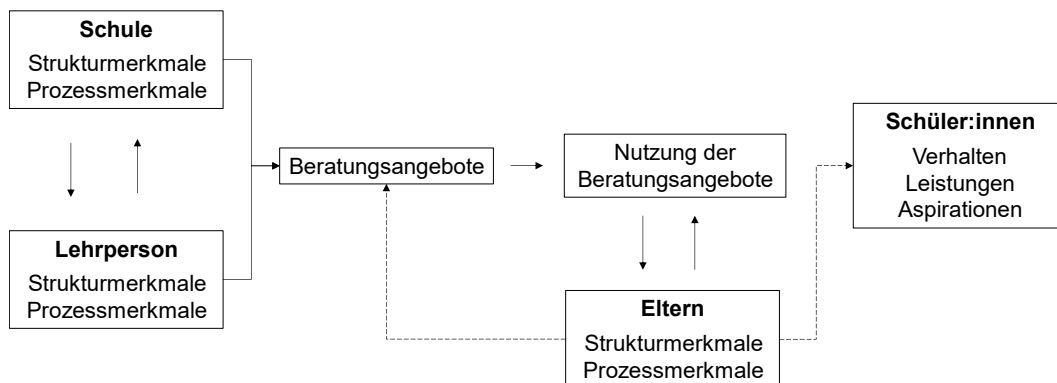 Schule
Strukturmerkmale
Prozessmerkmale
Lehrperson
Strukturmerkmale
Prozessmerkmale
Beratungsangebote
Nutzung der
Beratungsangebote
Eltern
Strukturmerkmale
Prozessmerkmale
Schüler:innen
Verhalten
Leistungen
Aspirationen